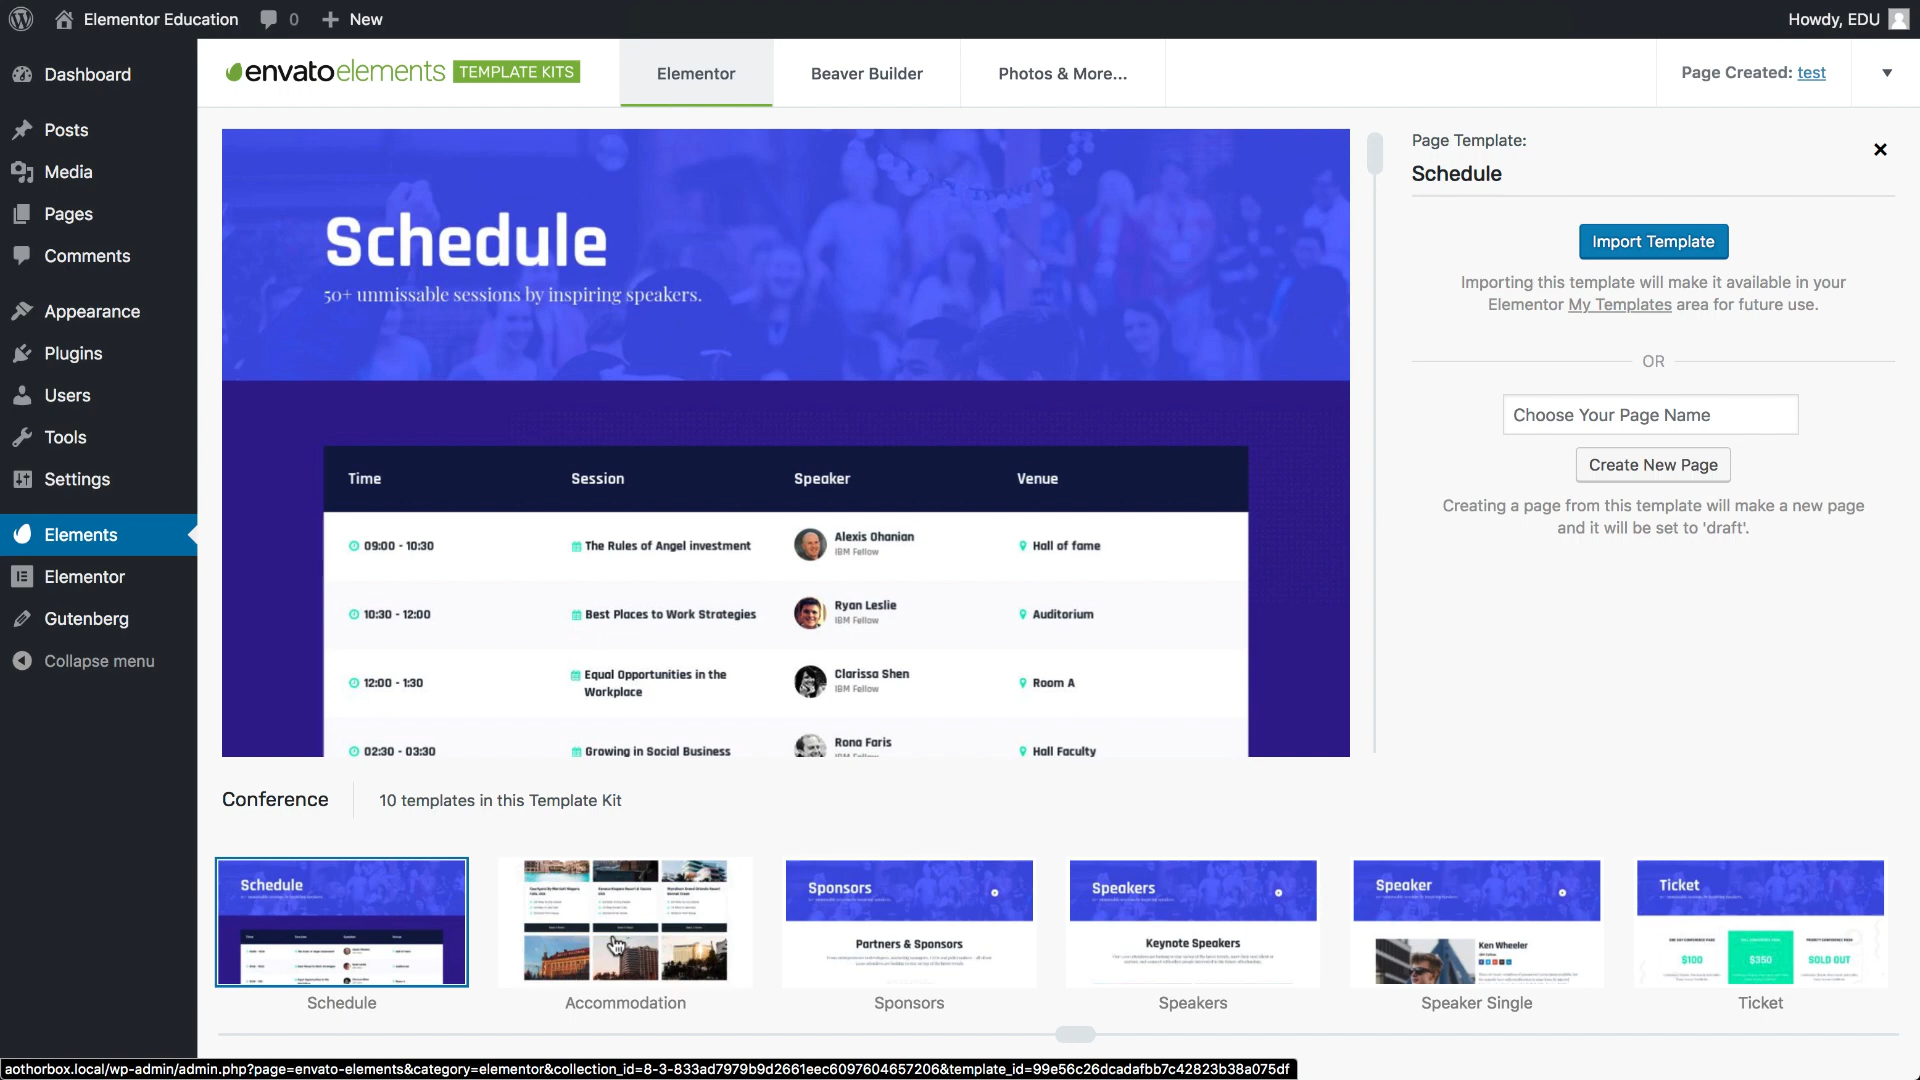 Elementor Education
0
New
Howdy, EDU
Dashboard
Posts
Media
Pages
Comments
Appearance
Plugins
Users
Tools
Settings
Elements
Elementor
Gutenberg
Collapse menu
envatoelements TEMPLATE KITS
Elementor
Beaver Builder
Photos & More...
Page Created: test
Schedule
50+ unmissable sessions by inspiring speakers.
Time Session Speaker Venue
09:00 - 10:30 The Rules of Angel investment Alexis Ohanian Hall of fame
IBM Fellow
10:30 - 12:00 Best Places to Work Strategies Ryan Leslie Auditorium
IBM Fellow
12:00 - 1:30 Equal Opportunities in the Clarissa Shen Room A
Workplace IBM Fellow
02:30 - 03:30 Growing in Social Business Rona Faris Hall Faculty
IBM Fellow
Page Template:
Schedule
Import Template
Importing this template will make it available in your
Elementor My Templates area for future use.
OR
Choose Your Page Name
Create New Page
Creating a page from this template will make a new page
and it will be set to 'draft'.
Conference
10 templates in this Template Kit
Schedule
Schedule
Accommodation
Sponsors
Partners & Sponsors
Sponsors
Speakers
Keynote Speakers
Speakers
Speaker
Ken Wheeler
Speaker Single
Ticket
$100 $350 SOLD OUT
Ticket
aothorbox.local/wp-admin/admin.php?page=envato-elements&category=elementor&collection_id=8-3-833ad7979b9d2661eec6097604657206&template_id=99e56c26dcadafbb7c42823b38a075df